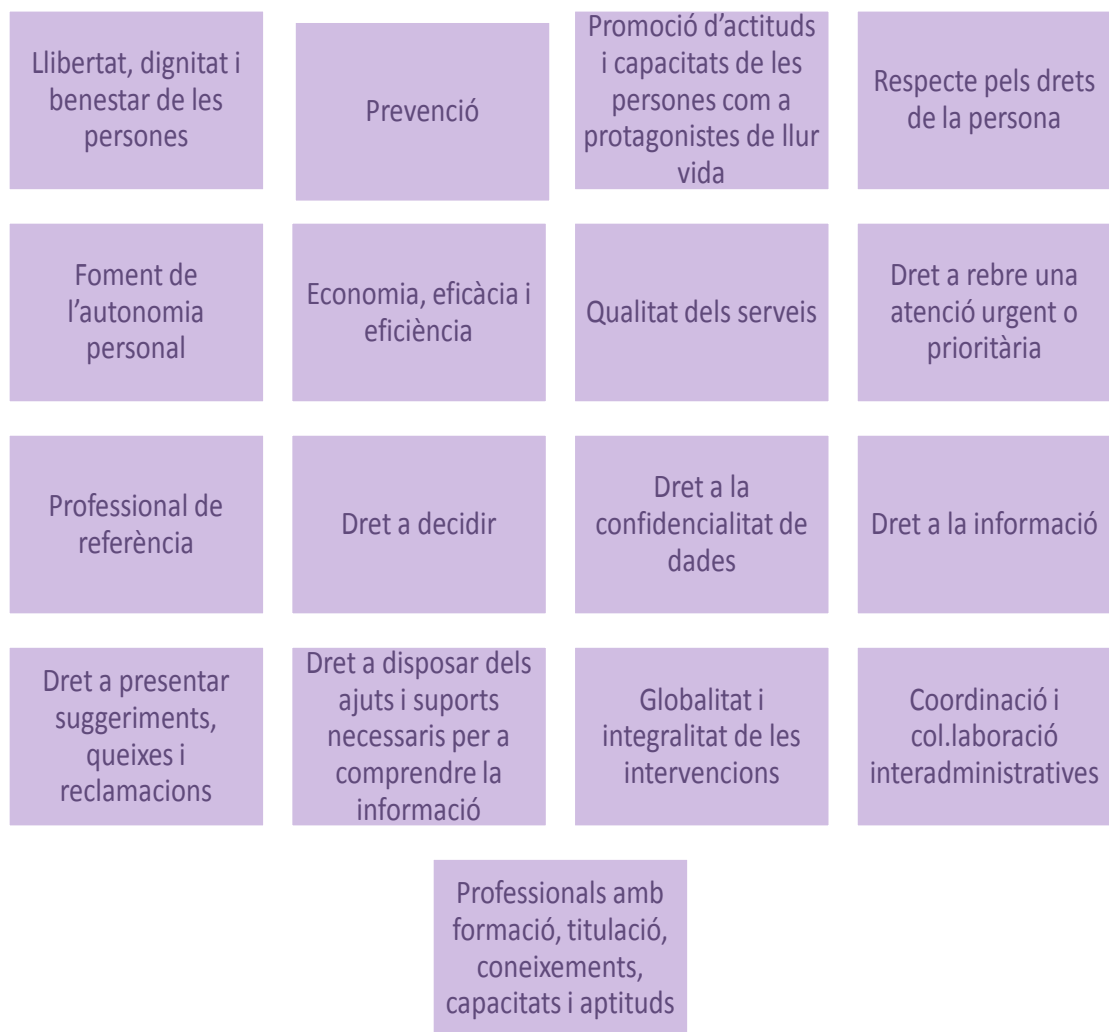 Llibertat, dignitat i
benestar de les
persones
Prevenció
Promoció d’actituds
i capacitats de les
persones com a
protagonistes de llur
vida
Respecte pels drets
de la persona
Foment de
l’autonomia
personal
Economia, eficàcia i
eficiència
Qualitat dels serveis
Dret a rebre una
atenció urgent o
prioritària
Professional de
referència
Dret a decidir
Dret a la
confidencialitat de
dades
Dret a la informació
Dret a presentar
suggeriments,
queixes i
reclamacions
Dret a disposar dels
ajuts i suports
necessaris per a
comprendre la
informació
Globalitat i
integralitat de les
intervencions
Coordinació i
col.laboració
interadministratives
Professionals amb
formació, titulació,
coneixements,
capacitats i aptituds